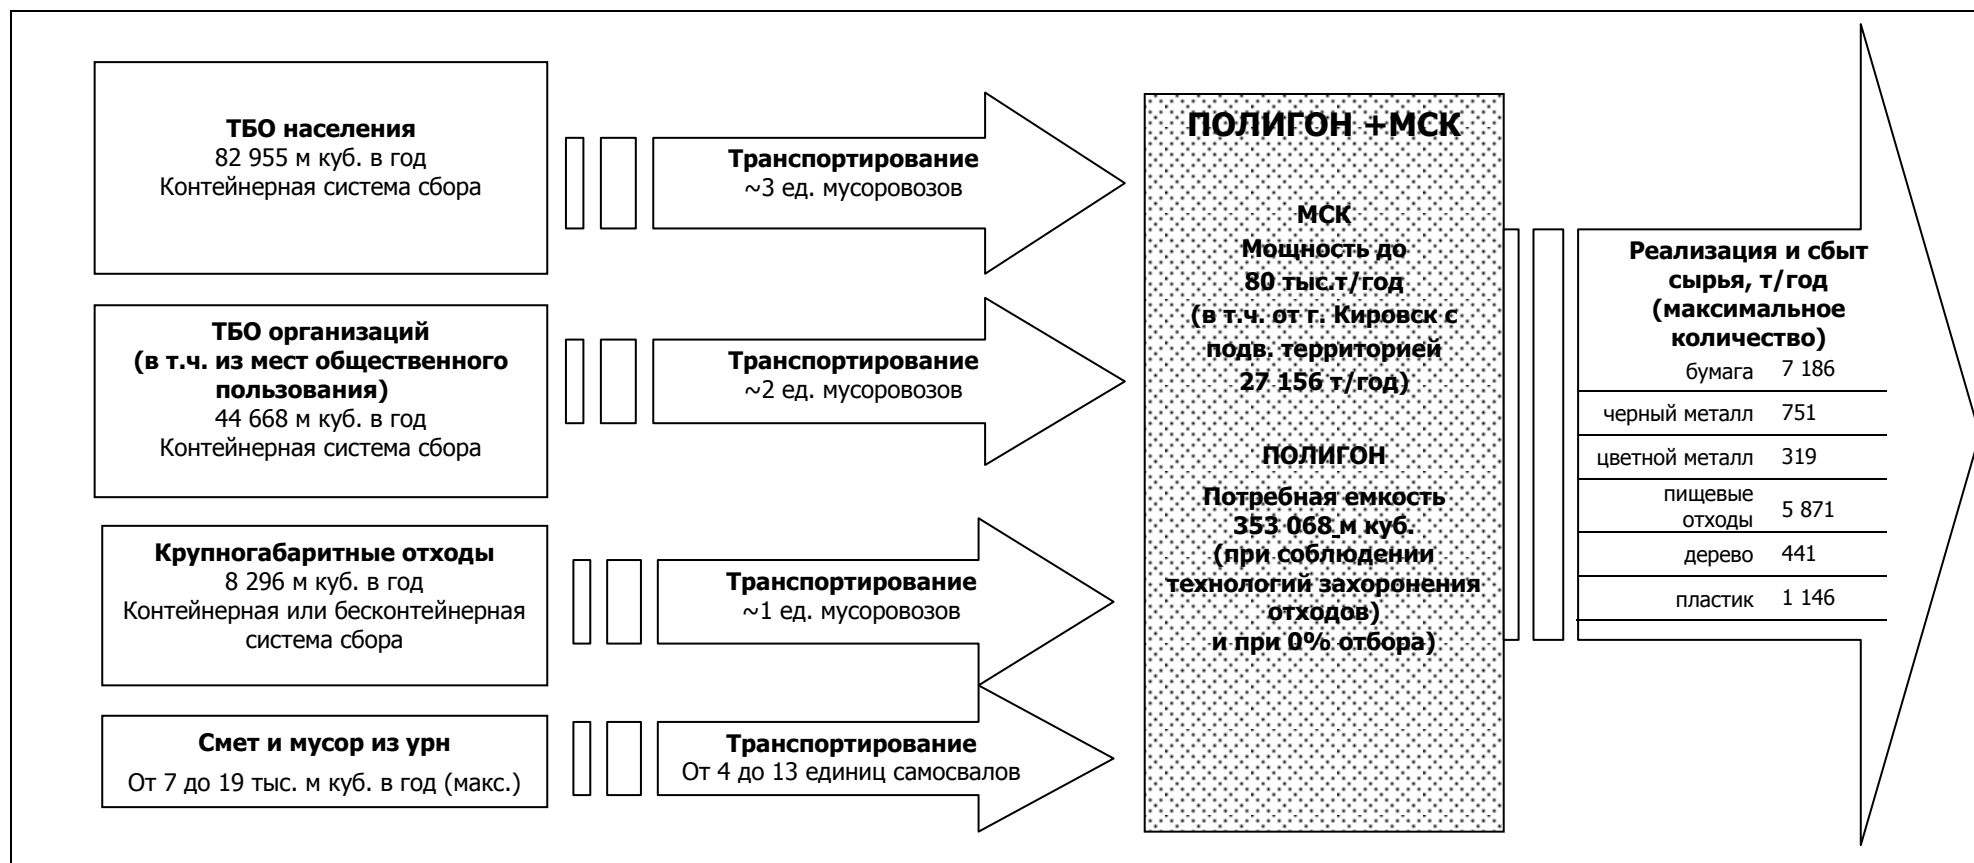 ТБО населения
82 955 м куб. в год
Контейнерная система сбора
Транспортирование
~3 ед. мусоровозов
ТБО организаций
(в т.ч. из мест общественного
пользования)
44 668 м куб. в год
Контейнерная система сбора
Транспортирование
~2 ед. мусоровозов
Крупногабаритные отходы
8 296 м куб. в год
Контейнерная или бесконтейнерная
система сбора
Транспортирование
~1 ед. мусоровозов
Смет и мусор из урн
От 7 до 19 тыс. м куб. в год (макс.)
Транспортирование
От 4 до 13 единиц самосвалов
ПОЛИГОН +МСК
МСК
Мощность до
80 тыс.т/год
(в т.ч. от г. Кировск с
подв. территорией
27 156 т/год)
ПОЛИГОН
Потребная емкость
353 068 м куб.
(при соблюдении
технологий захоронения
отходов)
и при 0% отбора)
Реализация и сбыт
сырья, т/год
(максимальное
количество)
бумага 7 186
черный металл 751
цветной металл 319
пищевые
отходы 5 871
дерево 441
пластик 1 146